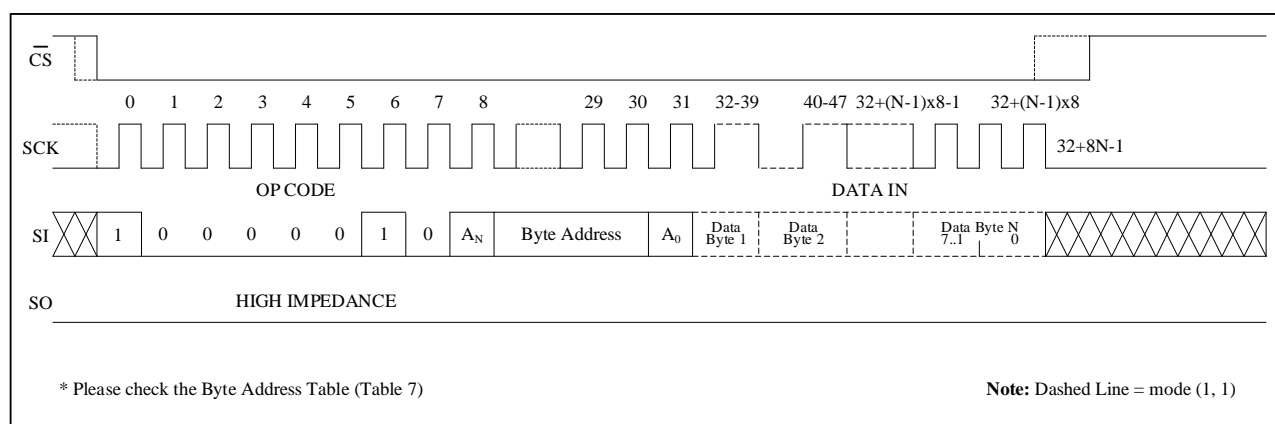 CS
0 1 2 3 4 5 6 7 8 29 30 31 32-39 40-47 32+(N-1)x8-1 32+(N-1)x8
SCK
32+8N-1
OP CODE DATA IN
SI 1 0 0 0 0 0 1 0 AN Byte Address A0 Data Byte 1 Data Byte 2 Data Byte N 7..1 0
SO HIGH IMPEDANCE
* Please check the Byte Address Table (Table 7)
Note: Dashed Line = mode (1, 1)